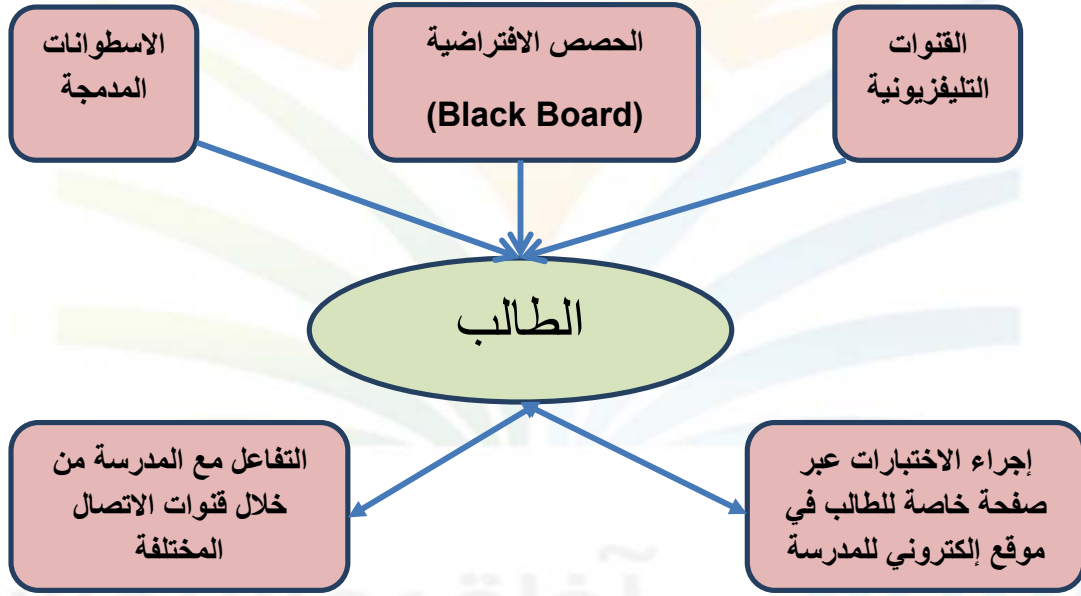 القنوات
التليفزيونية
الحصص الافتراضية
(Black Board)
الاسطوانات
المدمجة
الطالب
إجراء الاختبارات عبر
صفحة خاصة للطالب في
موقع إلكتروني للمدرسة
التفاعل مع المدرسة من
خلال قنوات الاتصال
المختلفة